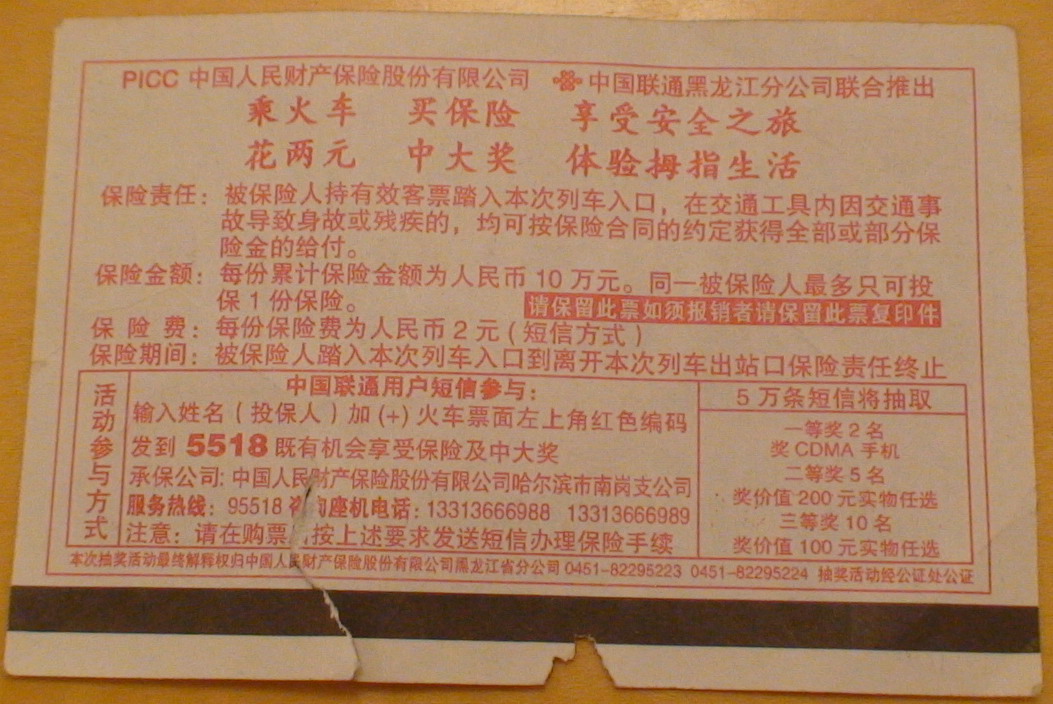 PICC 中国人民财产保险股份有限公司 中国联通黑龙江分公司联合推出
乘火车 买保险 享受安全之旅
花两元 中大奖 体验拇指生活
保险责任：被保险人持有效客票踏入本次列车入口，在交通工具内因交通事
故导致身故或残疾的，均可按保险合同的约定获得全部或部分保
险金的给付。
保险金额：每份累计保险金额为人民币 10 万元。同一被保险人最多只可投
保 1 份保险。
请保留此票如须报销者请保留此票复印件
保 险 费：每份保险费为人民币 2 元（短信方式）
保险期间：被保险人踏入本次列车入口到离开本次列车出站口保险责任终止
活动参与方式
中国联通用户短信参与：
输入姓名（投保人）加（+）火车票面左上角红色编码
发到 5518 既有机会享受保险及中大奖
承保公司：中国人民财产保险股份有限公司哈尔滨市南岗支公司
服务热线：95518 座机电话：13313666988 13313666989
注意：请在购票 按上述要求发送短信办理保险手续
5 万条短信将抽取
一等奖 2 名
奖 CDMA 手机
二等奖 5 名
奖价值 200 元实物任选
三等奖 10 名
奖价值 100 元实物任选
本次抽奖活动最终解释权归中国人民财产保险股份有限公司黑龙江省分公司 0451-82295223 0451-82295224 抽奖活动经公证处公证